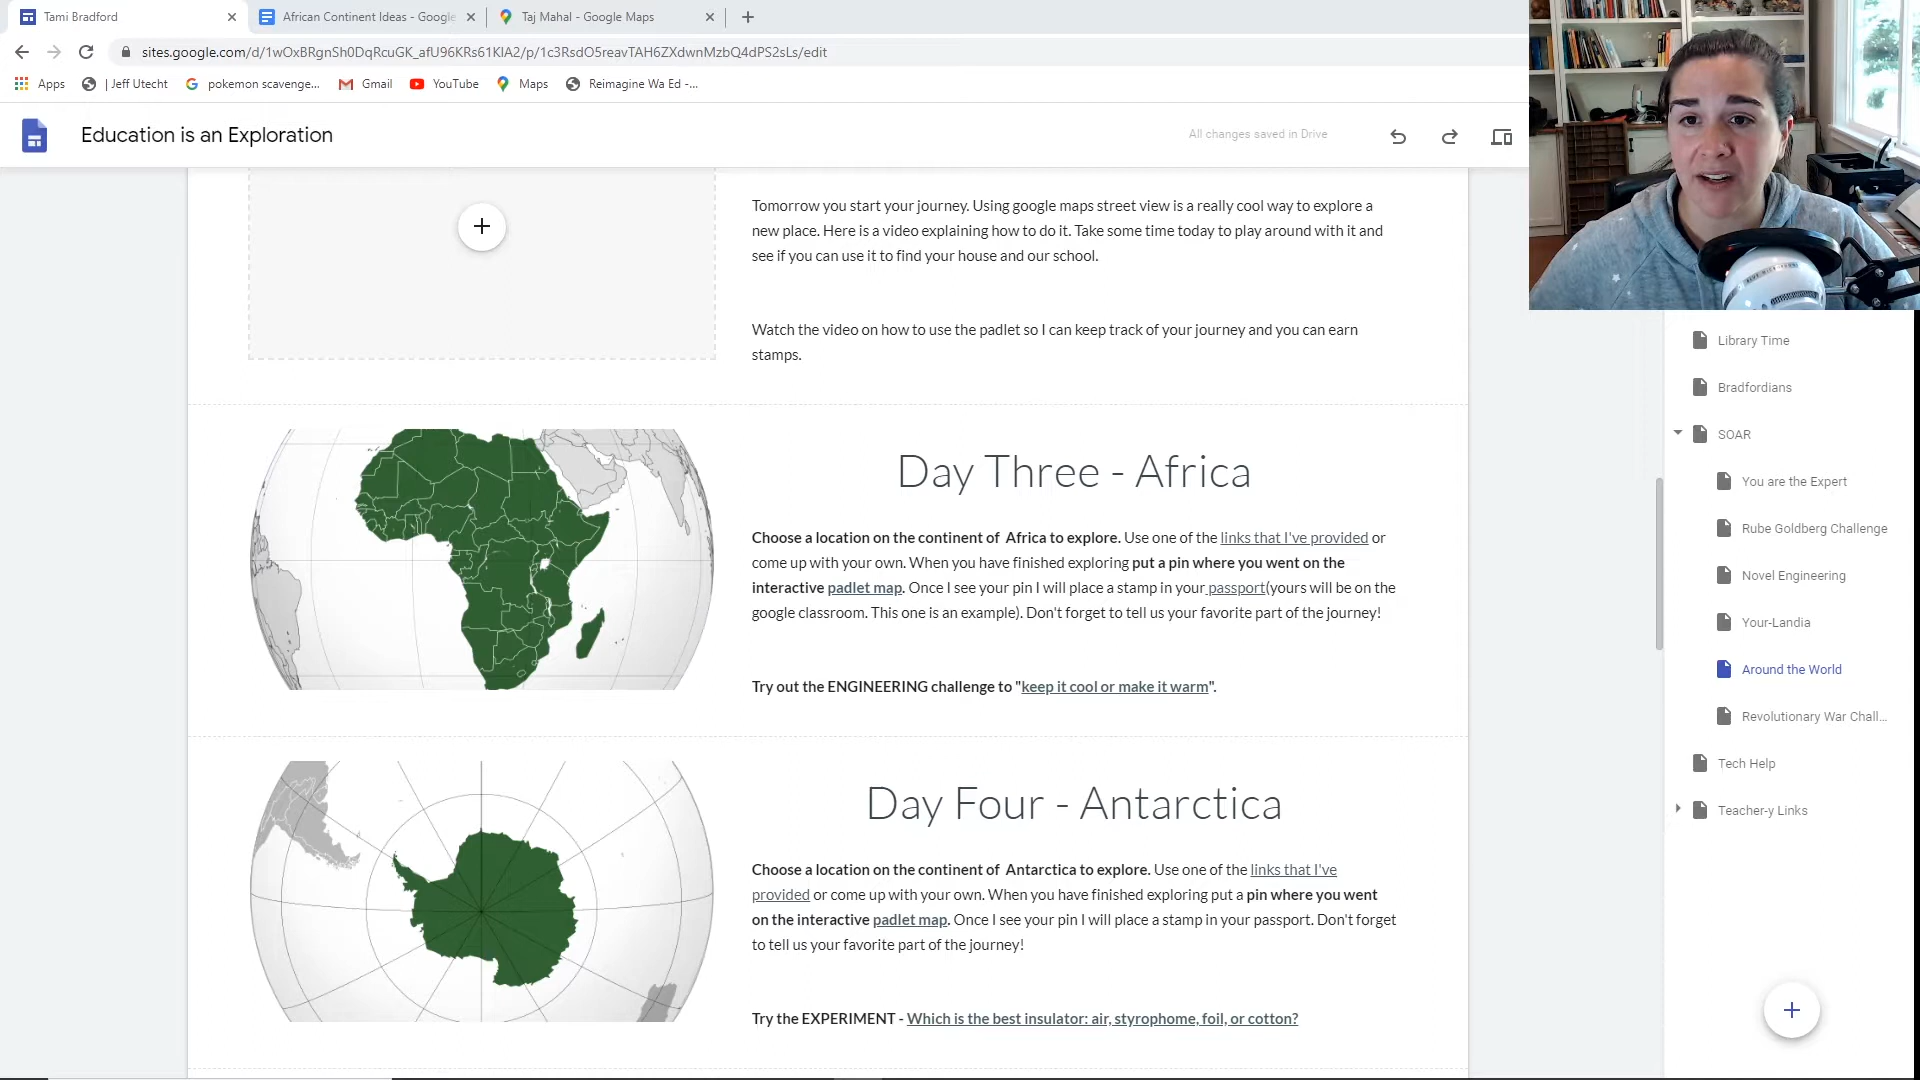 Tami Bradford
African Continent Ideas - Google
Taj Mahal - Google Maps
sites.google.com/d/1wOxBRgnSh0DqRcuGK_afU96KRs61KlA2/p/1c3RsdO5reavTAH6ZXdwnMzbQ4dPS2sLs/edit
Apps
| Jeff Utecht
pokemon scavenge...
Gmail
YouTube
Maps
Reimagine Wa Ed -...
Education is an Exploration
All changes saved in Drive
Tomorrow you start your journey. Using google maps street view is a really cool way to explore a
new place. Here is a video explaining how to do it. Take some time today to play around with it and
see if you can use it to find your house and our school.
Watch the video on how to use the padlet so I can keep track of your journey and you can earn
stamps.
Day Three - Africa
Choose a location on the continent of Africa to explore. Use one of the links that I've provided or
come up with your own. When you have finished exploring put a pin where you went on the
interactive padlet map. Once I see your pin I will place a stamp in your passport(yours will be on the
google classroom. This one is an example). Don't forget to tell us your favorite part of the journey!
Try out the ENGINEERING challenge to "keep it cool or make it warm".
Day Four - Antarctica
Choose a location on the continent of Antarctica to explore. Use one of the links that I've
provided or come up with your own. When you have finished exploring put a pin where you went
on the interactive padlet map. Once I see your pin I will place a stamp in your passport. Don't forget
to tell us your favorite part of the journey!
Try the EXPERIMENT - Which is the best insulator: air, styrophome, foil, or cotton?
Library Time
Bradfordians
SOAR
You are the Expert
Rube Goldberg Challenge
Novel Engineering
Your-Landia
Around the World
Revolutionary War Chall...
Tech Help
Teacher-y Links